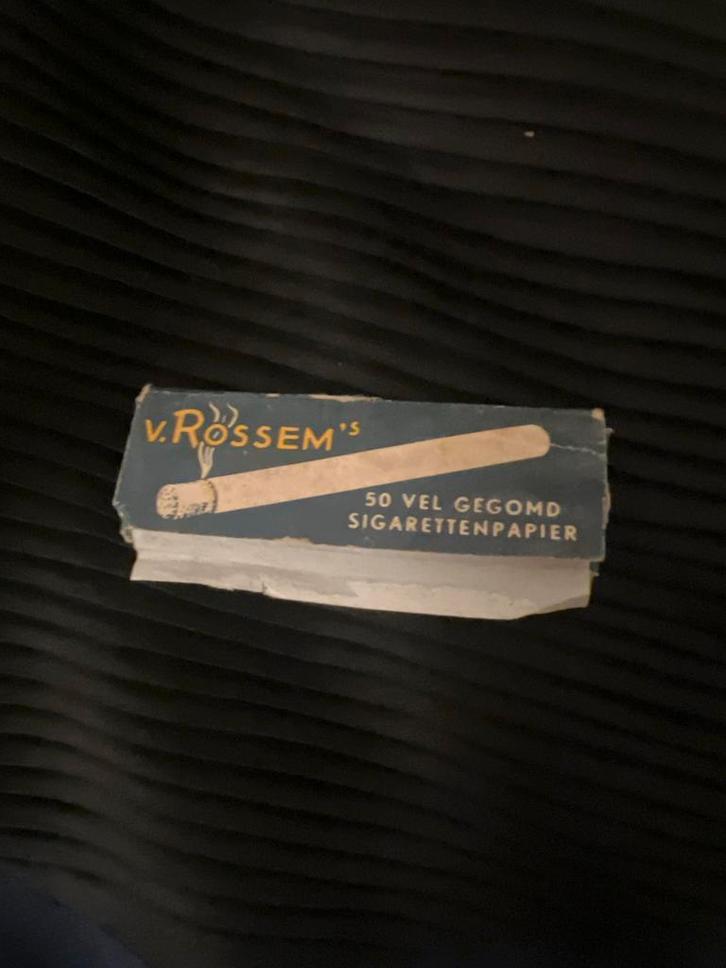 v.Rossem's
50 VEL GEGOMD
SIGARETTENPAPIER